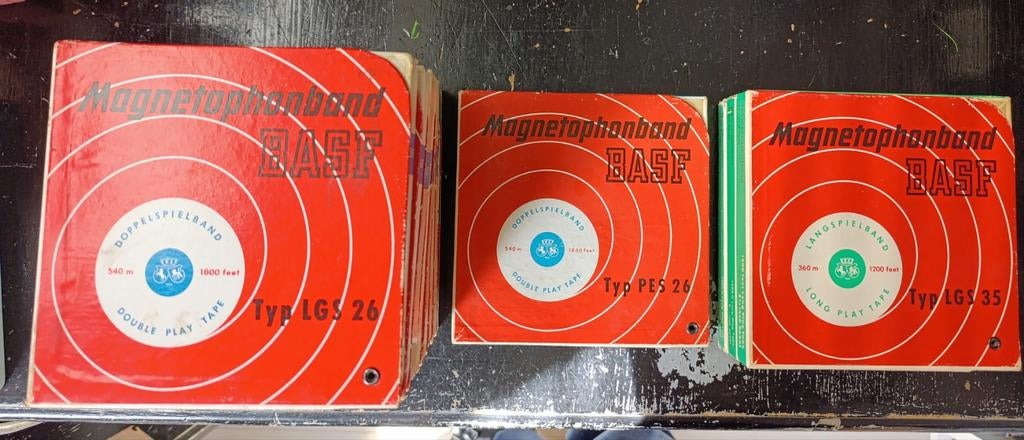 Magnetophonband
BASF
DOPPELSPIELBAND
540 m 1800 feet
DOUBLE PLAY TAPE
Typ LGS 26
Magnetophonband
BASF
DOPPELSPIELBAND
540 m 1800 feet
DOUBLE PLAY TAPE
Typ PES 26
Magnetophonband
BASF
LANGSPIELBAND
360 m 1200 feet
LONG PLAY TAPE
Typ LGS 35